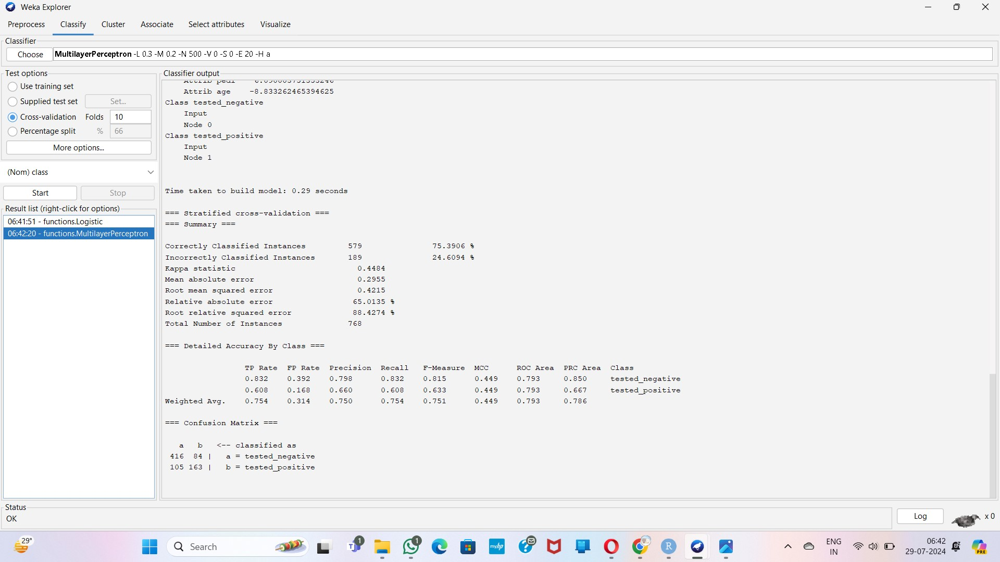 Weka Explorer
Preprocess Classify Cluster Associate Select attributes Visualize
Classifier
Choose MultilayerPerceptron -L 0.3 -M 0.2 -N 500 -V 0 -S 0 -E 20 -H a
Test options
Use training set
Supplied test set Set...
Cross-validation Folds 10
Percentage split % 66
More options...
(Nom) class
Start Stop
Result list (right-click for options)
06:41:51 - functions.Logistic
06:42:20 - functions.MultilayerPerceptron
Classifier output
Attrib age -8.833262465394625
Class tested_negative
Input
Node 0
Class tested_positive
Input
Node 1
Time taken to build model: 0.29 seconds
=== Stratified cross-validation ===
=== Summary ===
Correctly Classified Instances 579 75.3906 %
Incorrectly Classified Instances 189 24.6094 %
Kappa statistic 0.4484
Mean absolute error 0.2955
Root mean squared error 0.4215
Relative absolute error 65.0135 %
Root relative squared error 88.4274 %
Total Number of Instances 768
=== Detailed Accuracy By Class ===
TP Rate FP Rate Precision Recall F-Measure MCC ROC Area PRC Area Class
0.832 0.392 0.798 0.832 0.815 0.449 0.793 0.850 tested_negative
0.608 0.168 0.660 0.608 0.633 0.449 0.793 0.667 tested_positive
Weighted Avg. 0.754 0.314 0.750 0.754 0.751 0.449 0.793 0.786
=== Confusion Matrix ===
a b <-- classified as
416 84 | a = tested_negative
105 163 | b = tested_positive
Status
OK
Log x 0
29°
Search
1
1
myhp
R
ENG
IN
06:42
29-07-2024
PRE